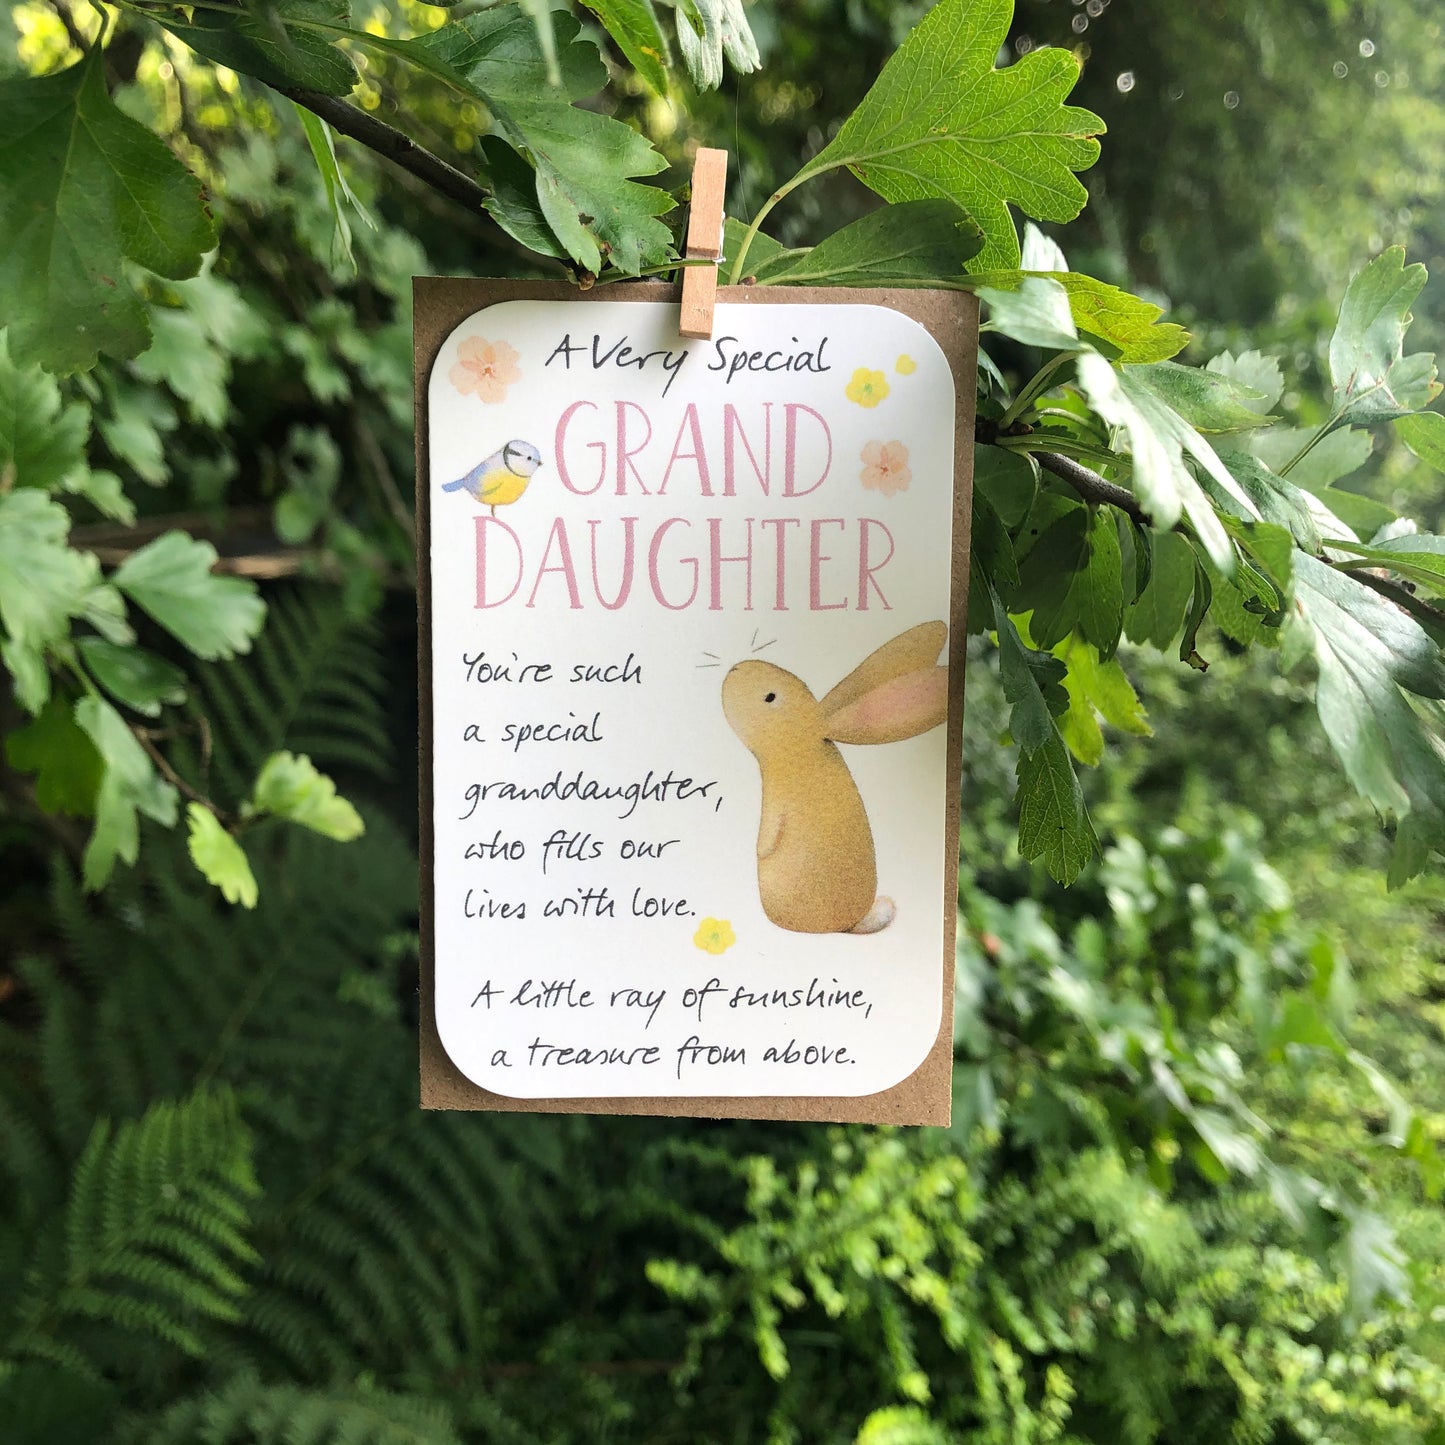 A Very Special
GRAND
DAUGHTER
You're such
a special
granddaughter,
who fills our
lives with love.
A little ray of sunshine,
a treasure from above.